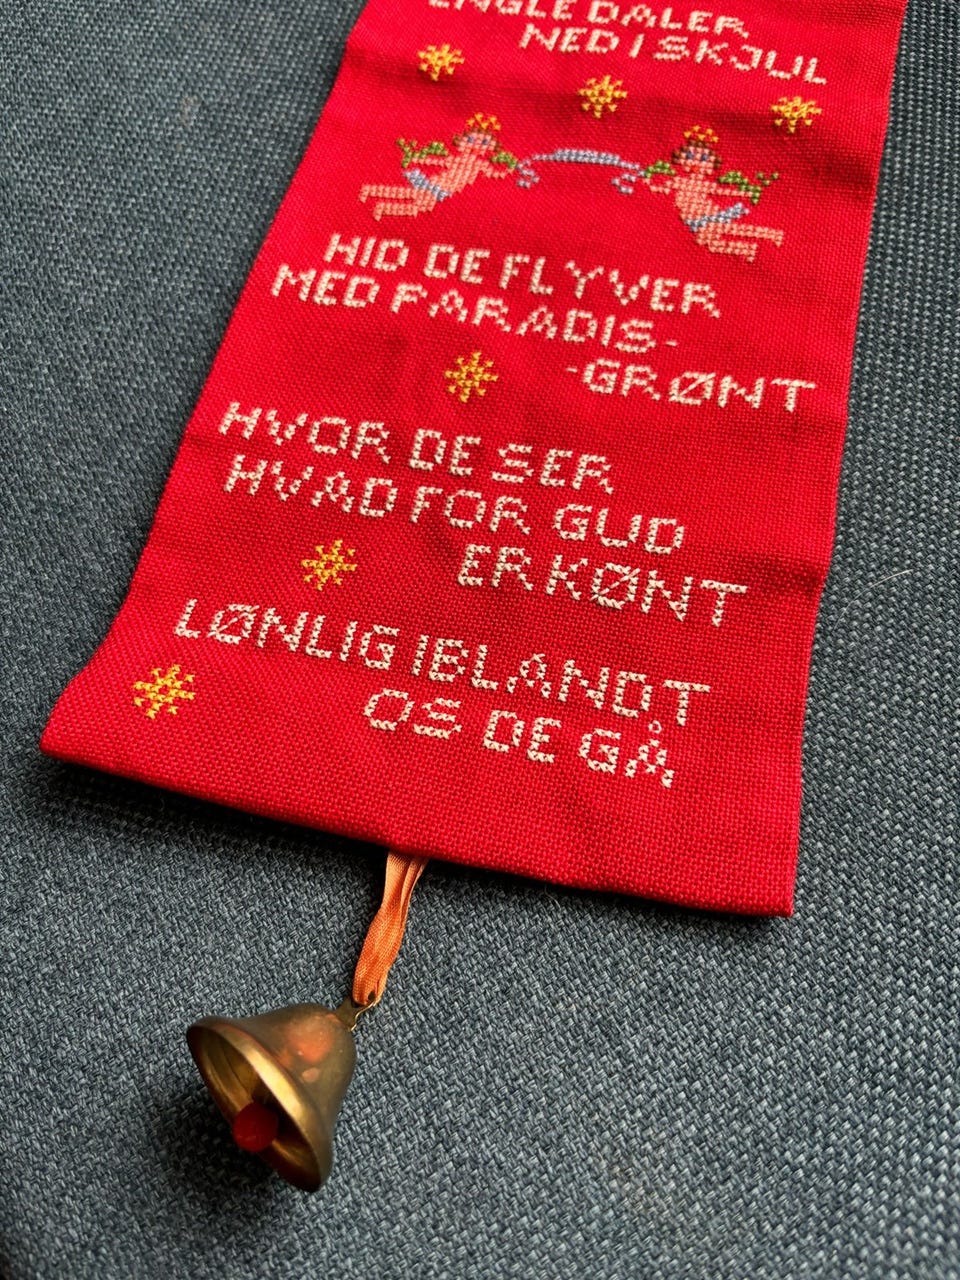 ENGLE DALER
NED I SKJUL
HID DE FLYVER
MED PARADIS-
-GRØNT
HVOR DE SER
HVAD FOR GUD
ER KØNT
LØNLIG IBLANDT
OS DE GÅ